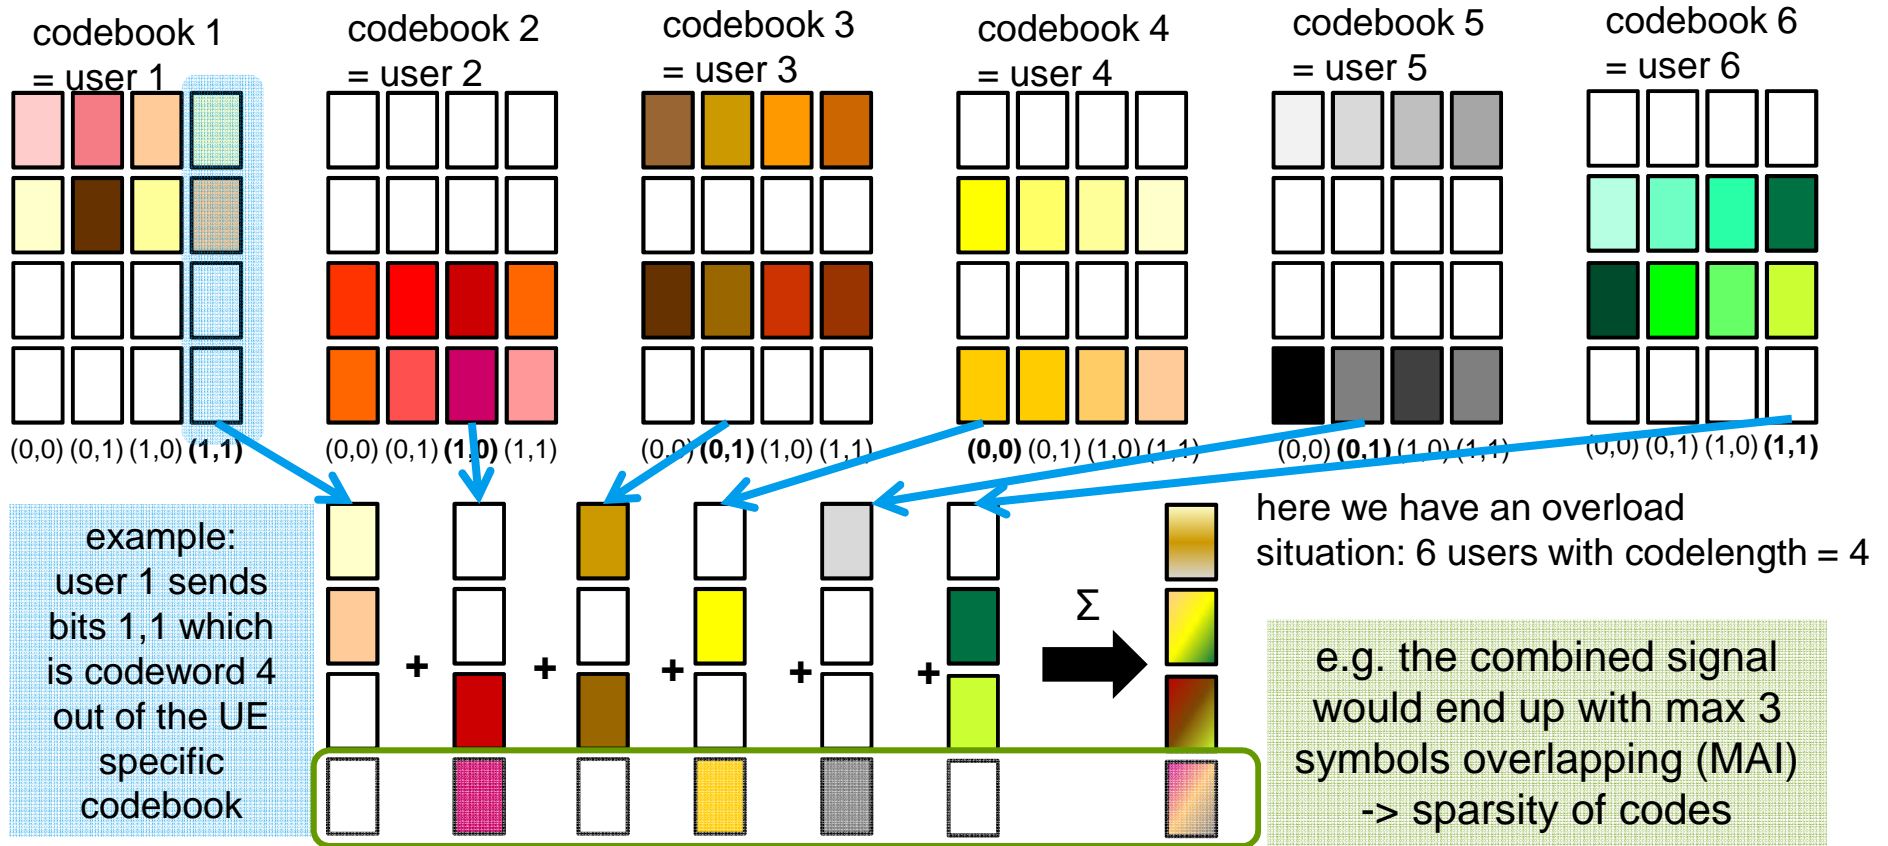 codebook 1
= user 1
codebook 2
= user 2
codebook 3
= user 3
codebook 4
= user 4
codebook 5
= user 5
codebook 6
= user 6
(0,0) (0,1) (1,0) (1,1)
(0,0) (0,1) (1,0) (1,1)
(0,0) (0,1) (1,0) (1,1)
(0,0) (0,1) (1,0) (1,1)
(0,0) (0,1) (1,0) (1,1)
(0,0) (0,1) (1,0) (1,1)
example:
user 1 sends
bits 1,1 which
is codeword 4
out of the UE
specific
codebook
+ + + + +
Σ
here we have an overload
situation: 6 users with codelength = 4
e.g. the combined signal
would end up with max 3
symbols overlapping (MAI)
-> sparsity of codes